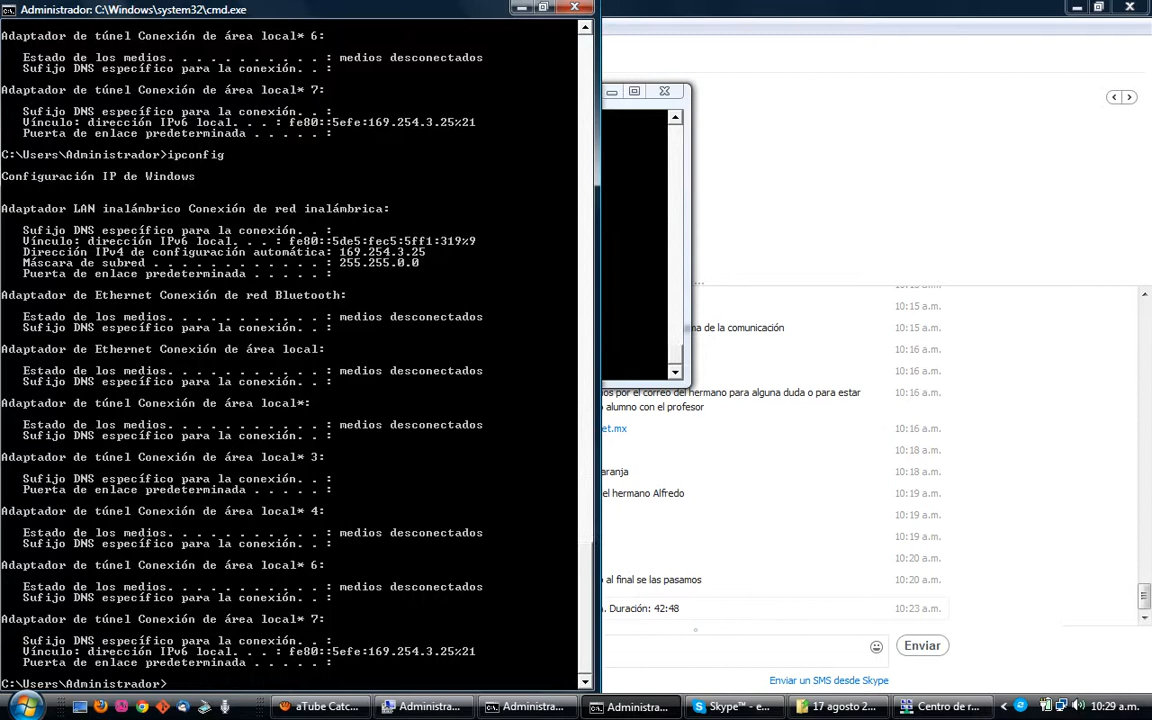 Administrador: C:\Windows\system32\cmd.exe
Adaptador de túnel Conexión de área local* 6:
Estado de los medios. . . . . . . . . . . : medios desconectados
Sufijo DNS específico para la conexión. . :
Adaptador de túnel Conexión de área local* 7:
Sufijo DNS específico para la conexión. . :
Vínculo: dirección IPv6 local. . . : fe80::5efe:169.254.3.25%21
Puerta de enlace predeterminada . . . . . :
C:\Users\Administrador>ipconfig
Configuración IP de Windows
Adaptador LAN inalámbrico Conexión de red inalámbrica:
Sufijo DNS específico para la conexión. . :
Vínculo: dirección IPv6 local. . . : fe80::5de5:fec5:5ff1:319%9
Dirección IPv4 de configuración automática: 169.254.3.25
Máscara de subred . . . . . . . . . . . . : 255.255.0.0
Puerta de enlace predeterminada . . . . . :
Adaptador de Ethernet Conexión de red Bluetooth:
Estado de los medios. . . . . . . . . . . : medios desconectados
Sufijo DNS específico para la conexión. . :
Adaptador de Ethernet Conexión de área local:
Estado de los medios. . . . . . . . . . . : medios desconectados
Sufijo DNS específico para la conexión. . :
Adaptador de túnel Conexión de área local*:
Estado de los medios. . . . . . . . . . . : medios desconectados
Sufijo DNS específico para la conexión. . :
Adaptador de túnel Conexión de área local* 3:
Sufijo DNS específico para la conexión. . :
Puerta de enlace predeterminada . . . . . :
Adaptador de túnel Conexión de área local* 4:
Estado de los medios. . . . . . . . . . . : medios desconectados
Sufijo DNS específico para la conexión. . :
Adaptador de túnel Conexión de área local* 6:
Estado de los medios. . . . . . . . . . . : medios desconectados
Sufijo DNS específico para la conexión. . :
Adaptador de túnel Conexión de área local* 7:
Sufijo DNS específico para la conexión. . :
Vínculo: dirección IPv6 local. . . : fe80::5efe:169.254.3.25%21
Puerta de enlace predeterminada . . . . . :
C:\Users\Administrador>
10:15 a.m.
ma de la comunicación 10:15 a.m.
10:16 a.m.
10:16 a.m.
nos por el correo del hermano para alguna duda o para estar 10:16 a.m.
alumno con el profesor
et.mx 10:16 a.m.
10:18 a.m.
aranja 10:18 a.m.
el hermano Alfredo 10:19 a.m.
10:19 a.m.
10:20 a.m.
al final se las pasamos 10:20 a.m.
. Duración: 42:48 10:23 a.m.
Enviar
Enviar un SMS desde Skype
aTube Catc... Administra... Administra... Administra... Skype™ - e... 17 agosto 2... Centro de r... 10:29 a.m.